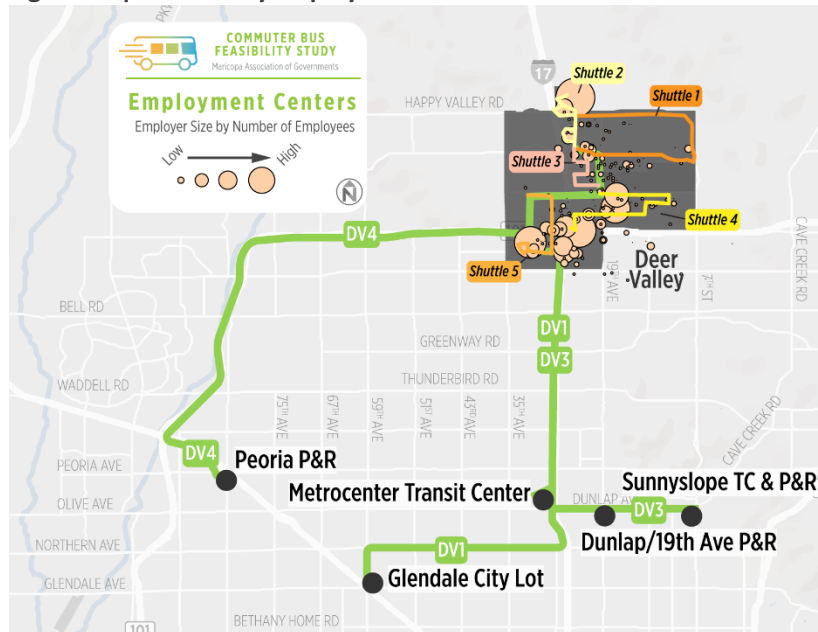 COMMUTER BUS
FEASIBILITY STUDY
Maricopa Association of Governments
Employment Centers
Employer Size by Number of Employees
Low
High
N
17
HAPPY VALLEY RD
Shuttle 2
Shuttle 1
Shuttle 3
Shuttle 4
Shuttle 5
DV4
Deer
Valley
19TH AVE
7TH ST
CAVE CREEK RD
BELL RD
DV1
DV3
GREENWAY RD
WADDELL RD
THUNDERBIRD RD
75TH AVE
67TH AVE
59TH AVE
51ST AVE
43RD AVE
35TH AVE
CAVE CREEK RD
DV4
Peoria P&R
PEORIA AVE
Sunnyslope TC & P&R
Metrocenter Transit Center
OLIVE AVE
DUNLAP AV
DV3
Dunlap/19th Ave P&R
NORTHERN AVE
DV1
Glendale City Lot
GLENDALE AVE
BETHANY HOME RD
101